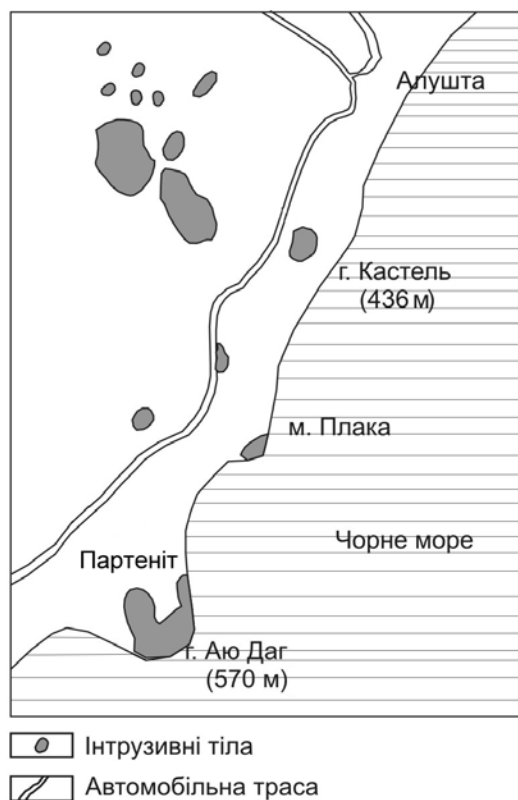 Алушта
г. Кастель
(436 м)
м. Плака
Чорне море
Партеніт
г. Аю Даг
(570 м)
Інтрузивні тіла
Автомобільна траса